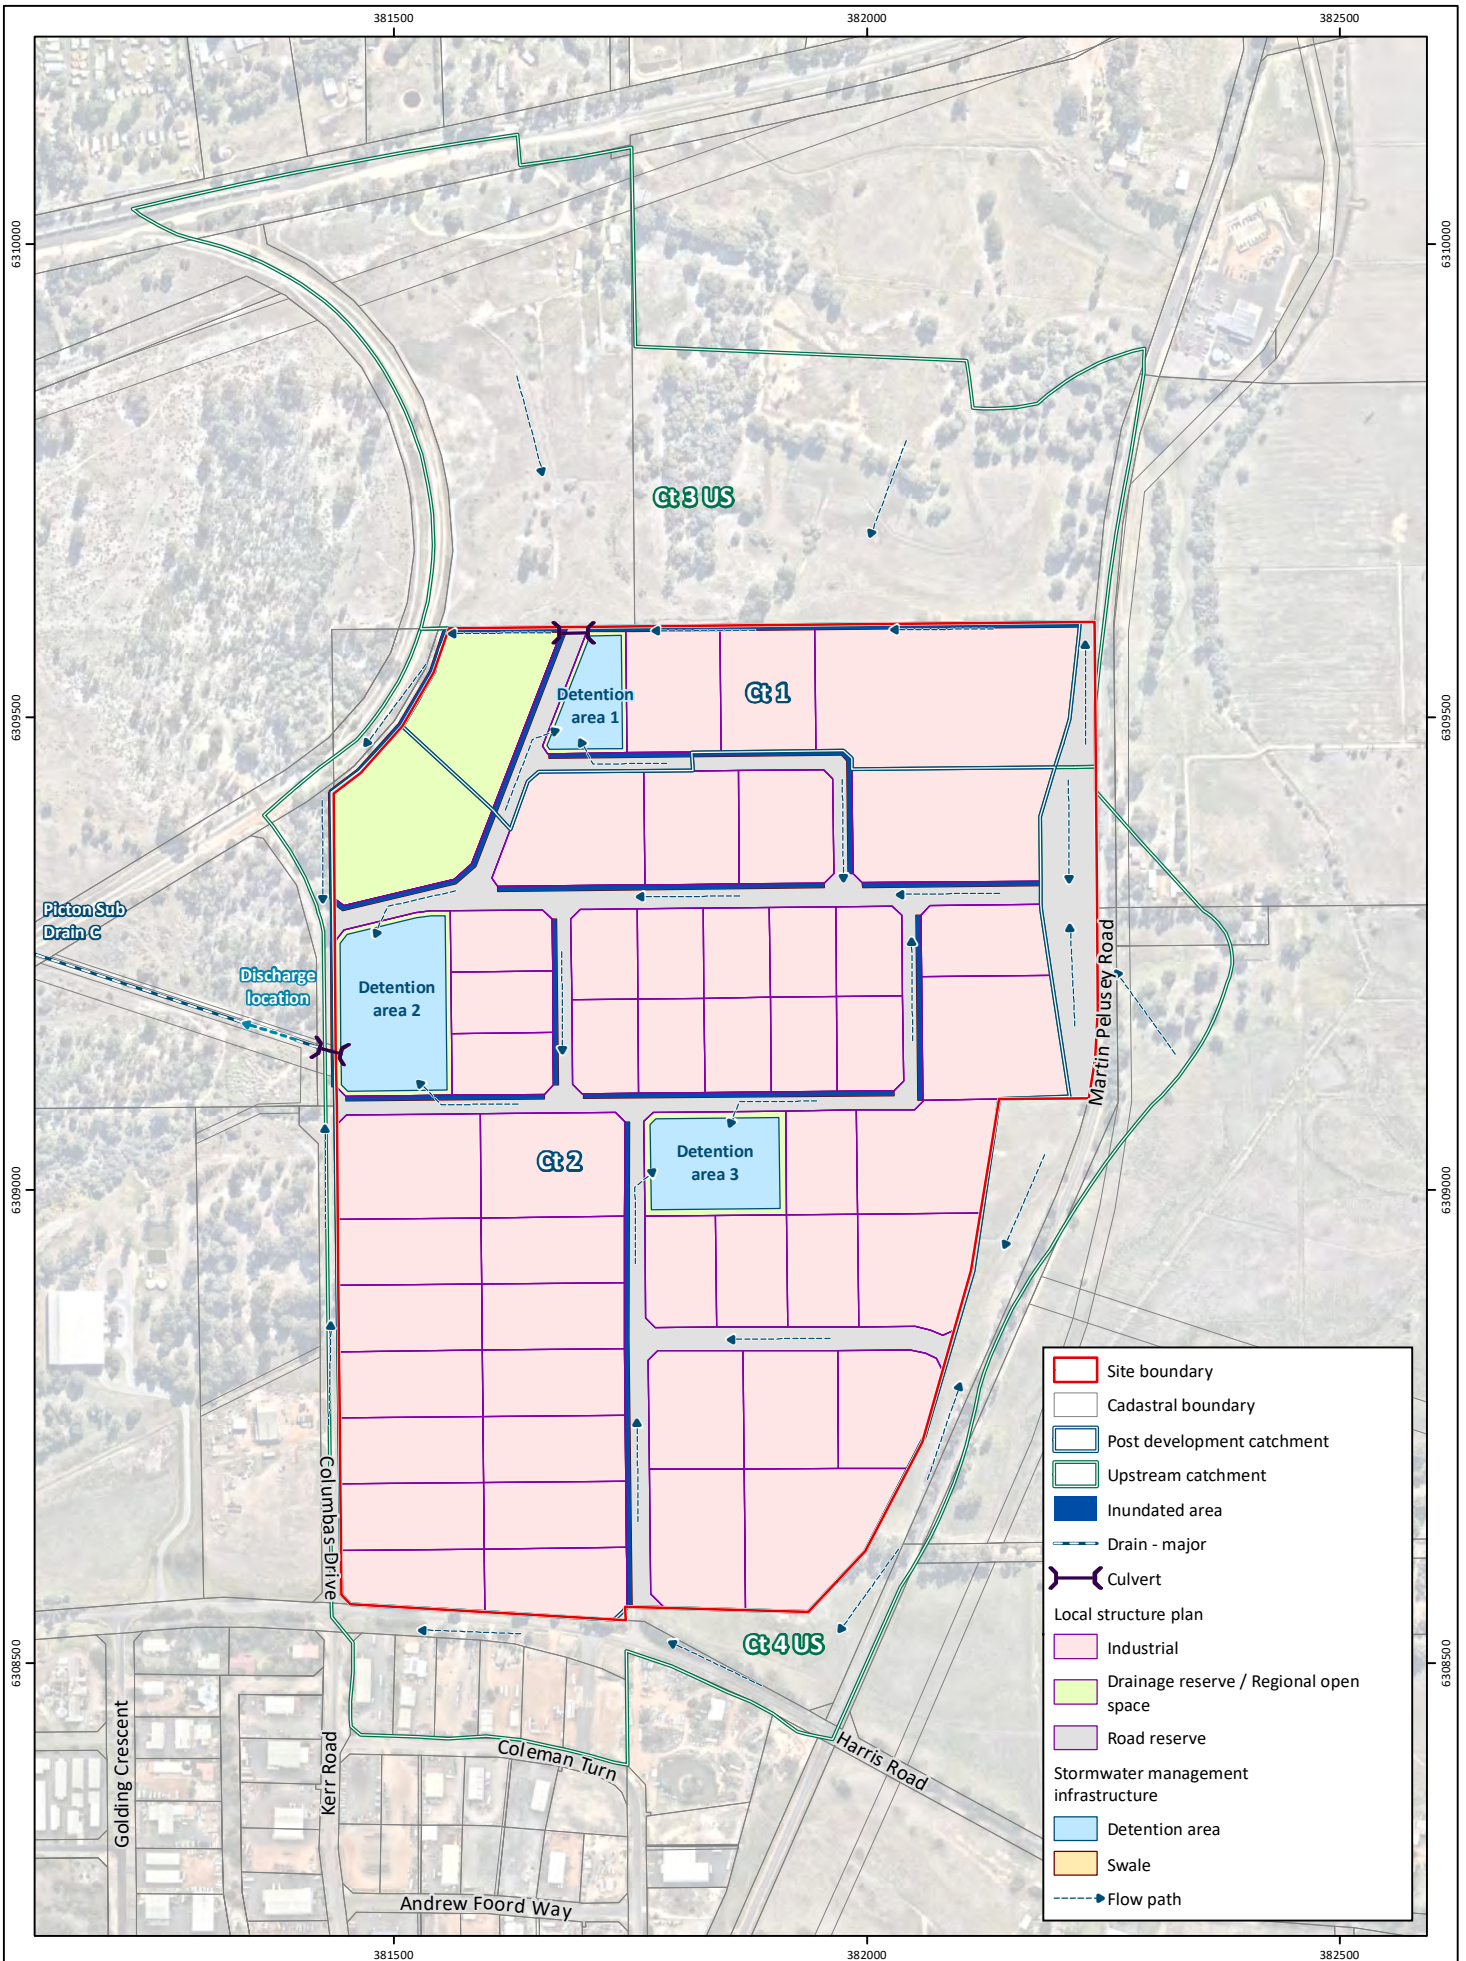 381500
382000
382500
6310000
6310000
Ct 3 US
Detention
area 1
Ct 1
6309500
6309500
Picton Sub
Drain C
Discharge
location
Detention
area 2
Martin Pelusey Road
Ct 2
Detention
area 3
6309000
6309000
Columbas Drive
Site boundary
Cadastral boundary
Post development catchment
Upstream catchment
Inundated area
Drain - major
Culvert
Local structure plan
Industrial
Drainage reserve / Regional open
space
Road reserve
Stormwater management
infrastructure
Detention area
Swale
Flow path
Ct 4 US
6308500
6308500
Golding Crescent
Kerr Road
Coleman Turn
Harris Road
Andrew Foord Way
381500
382000
382500